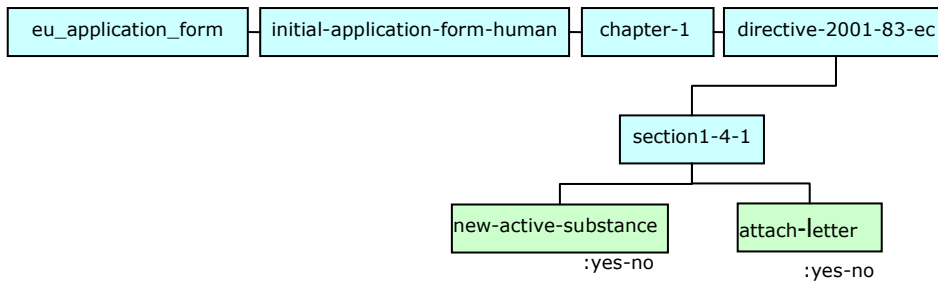 eu_application_form
initial-application-form-human
chapter-1
directive-2001-83-ec
section1-4-1
new-active-substance
:yes-no
attach-letter
:yes-no